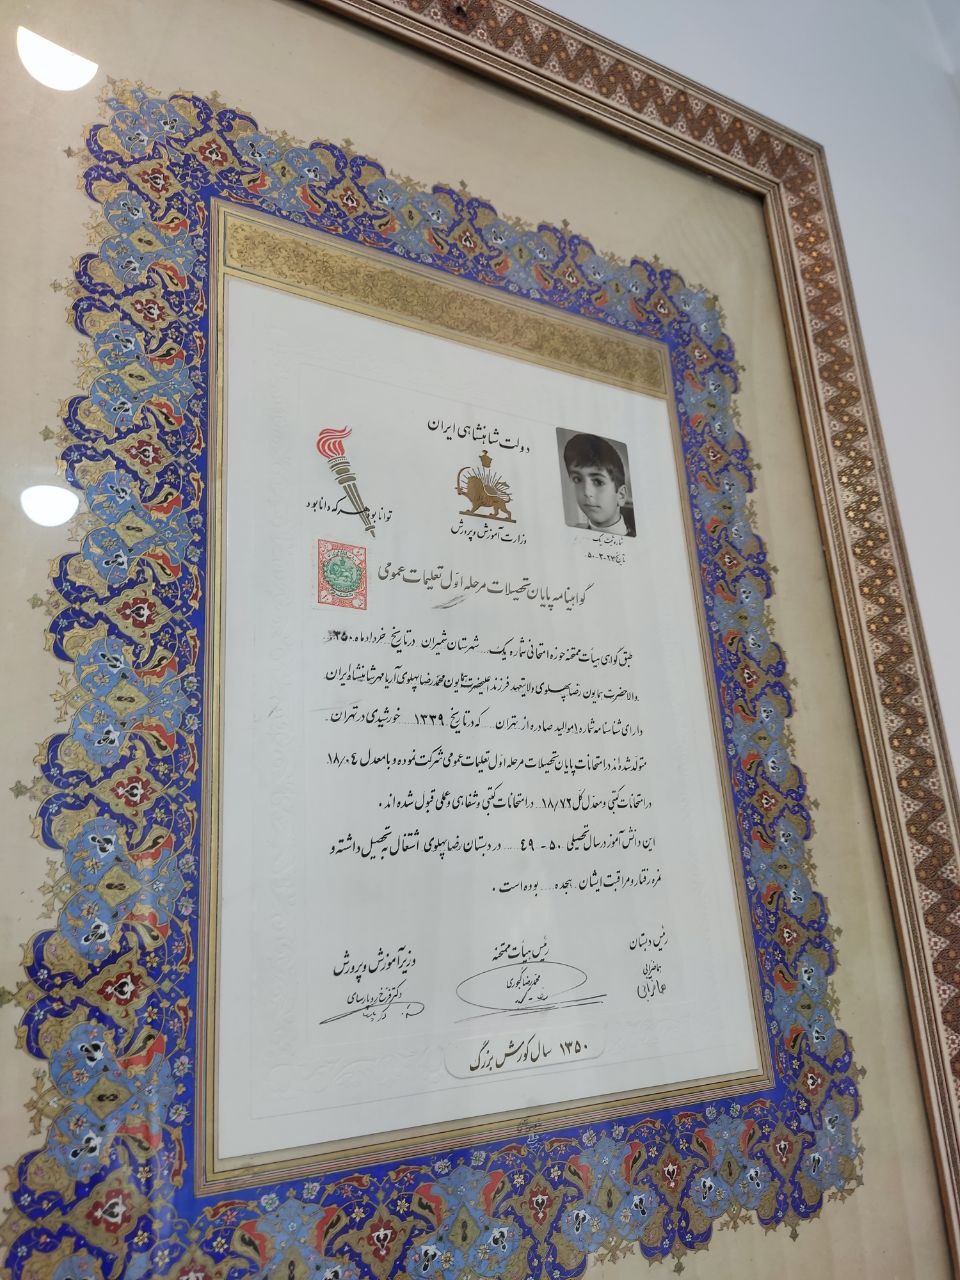 دولت شاهنشاهی ایران
توانا بود هر که دانا بود
وزارت آموزش و پرورش
شماره ثبت یک
تاریخ ۵۰.۳.۲۳
گواهینامه پایان تحصیلات مرحله اول تعلیمات عمومی
طبق گواهی هیأت ممتحنه حوزه امتحانی شماره یک شهرستان شمیران در تاریخ خرداد ماه ۱۳۵۰
والاحضرت همایون رضا پهلوی ولایتعهد فرزند اعلیحضرت همایون محمد رضا پهلوی آریامهر شاهنشاه ایران
دارای شناسنامه شماره ۱ موالید صادره از تهران که در تاریخ ۱۳۳۹ خورشیدی در تهران
متولد شده‌اند در امتحانات پایان تحصیلات مرحله اول تعلیمات عمومی شرکت نموده و با معدل ۱۸/۰۴
در امتحانات کتبی و معدل کل ۱۸/۷۲ در امتحانات کتبی و شفاهی و عملی قبول شده اند.
این دانش آموز در سال تحصیلی ۵۰ - ۴۹ در دبستان رضا پهلوی اشتغال به تحصیل داشته و
نمره رفتار و مراقبت ایشان هجده بوده است.
رئیس دبستان
رئیس هیأت ممتحنه
وزیر آموزش و پرورش
محمد رضا گجوری
دکتر فرخ رو پارسای
۱۳۵۰ سال کورش بزرگ